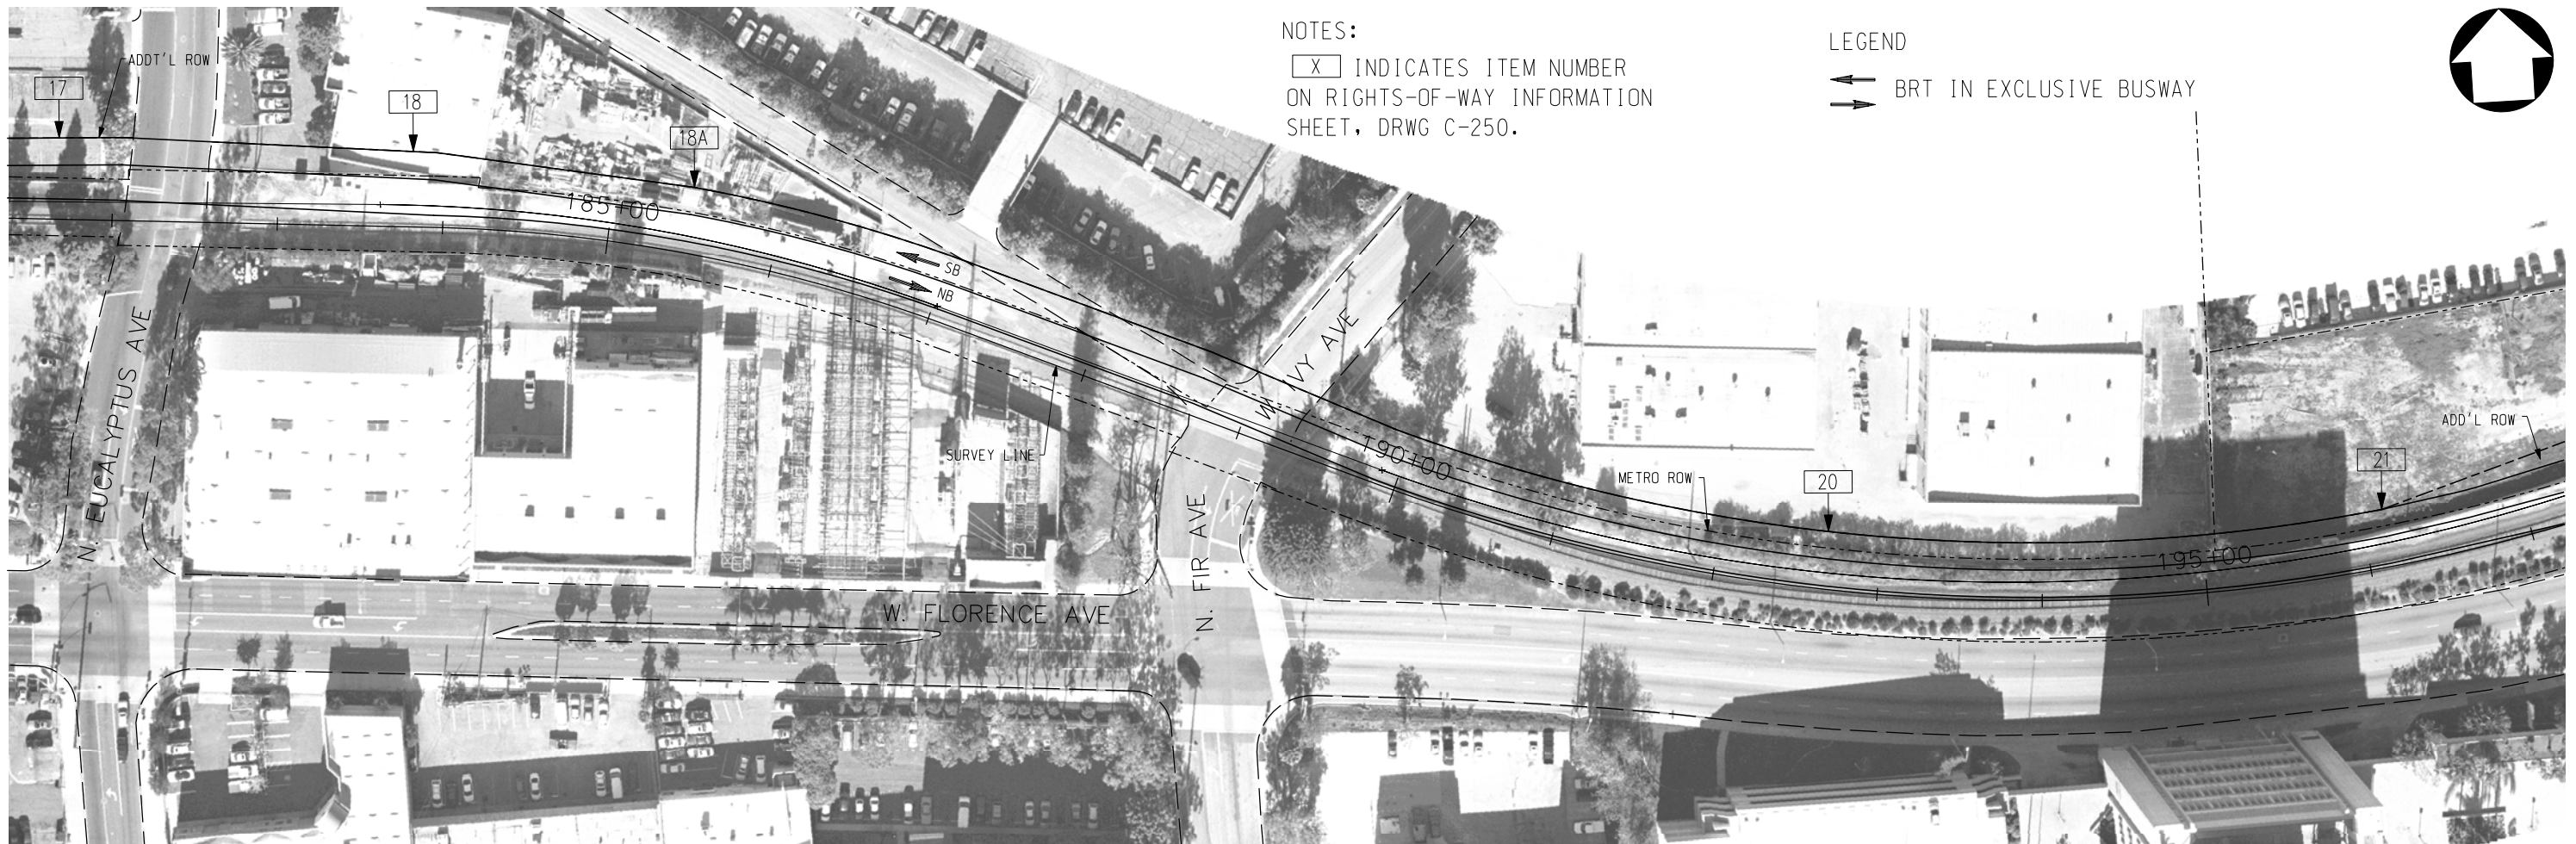 NOTES:
X INDICATES ITEM NUMBER
ON RIGHTS-OF-WAY INFORMATION
SHEET, DRWG C-250.
LEGEND
BRT IN EXCLUSIVE BUSWAY
17
ADDT'L ROW
18
18A
185+00
SB
NB
N. EUCALYPTUS AVE
SURVEY LINE
W. FLORENCE AVE
N. FIR AVE
W IVY AVE
190+00
METRO ROW
20
195+00
21
ADD'L ROW